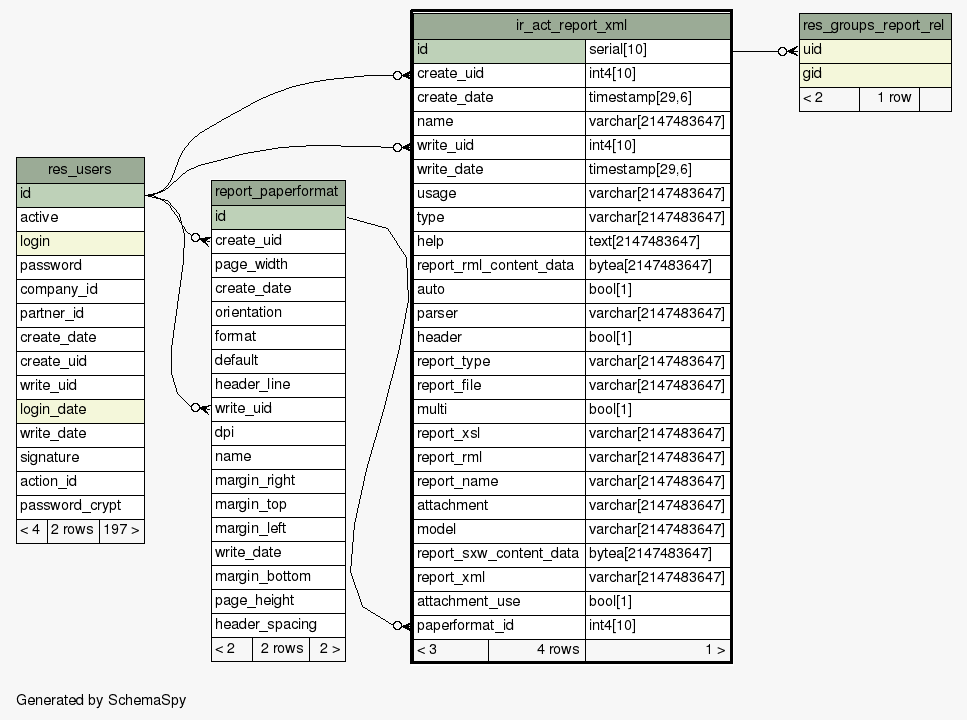 ir_act_report_xml
id serial[10]
create_uid int4[10]
create_date timestamp[29,6]
name varchar[2147483647]
write_uid int4[10]
write_date timestamp[29,6]
usage varchar[2147483647]
type varchar[2147483647]
help text[2147483647]
report_rml_content_data bytea[2147483647]
auto bool[1]
parser varchar[2147483647]
header bool[1]
report_type varchar[2147483647]
report_file varchar[2147483647]
multi bool[1]
report_xsl varchar[2147483647]
report_rml varchar[2147483647]
report_name varchar[2147483647]
attachment varchar[2147483647]
model varchar[2147483647]
report_sxw_content_data bytea[2147483647]
report_xml varchar[2147483647]
attachment_use bool[1]
paperformat_id int4[10]
< 3 4 rows 1 >
res_groups_report_rel
uid
gid
< 2 1 row
res_users
id
active
login
password
company_id
partner_id
create_date
create_uid
write_uid
login_date
write_date
signature
action_id
password_crypt
< 4 2 rows 197 >
report_paperformat
id
create_uid
page_width
create_date
orientation
format
default
header_line
write_uid
dpi
name
margin_right
margin_top
margin_left
write_date
margin_bottom
page_height
header_spacing
< 2 2 rows 2 >
Generated by SchemaSpy